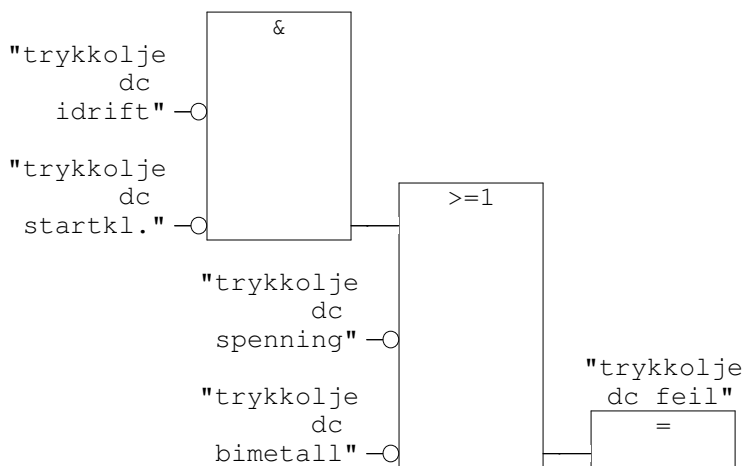 &
"trykkolje
dc
idrift"
"trykkolje
dc
startkl."
>=1
"trykkolje
dc
spenning"
"trykkolje
dc
bimetall"
"trykkolje
dc feil"
=